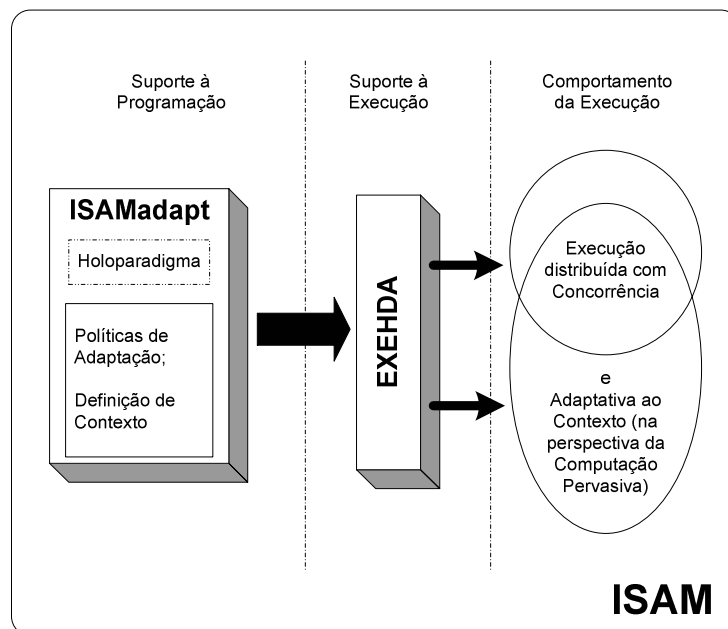 Suporte à
Programação
Suporte à
Execução
Comportamento
da Execução
ISAMadapt
Holoparadigma
Políticas de
Adaptação;
Definição de
Contexto
EXEHDA
Execução
distribuída com
Concorrência
e
Adaptativa ao
Contexto (na
perspectiva da
Computação
Pervasiva)
ISAM